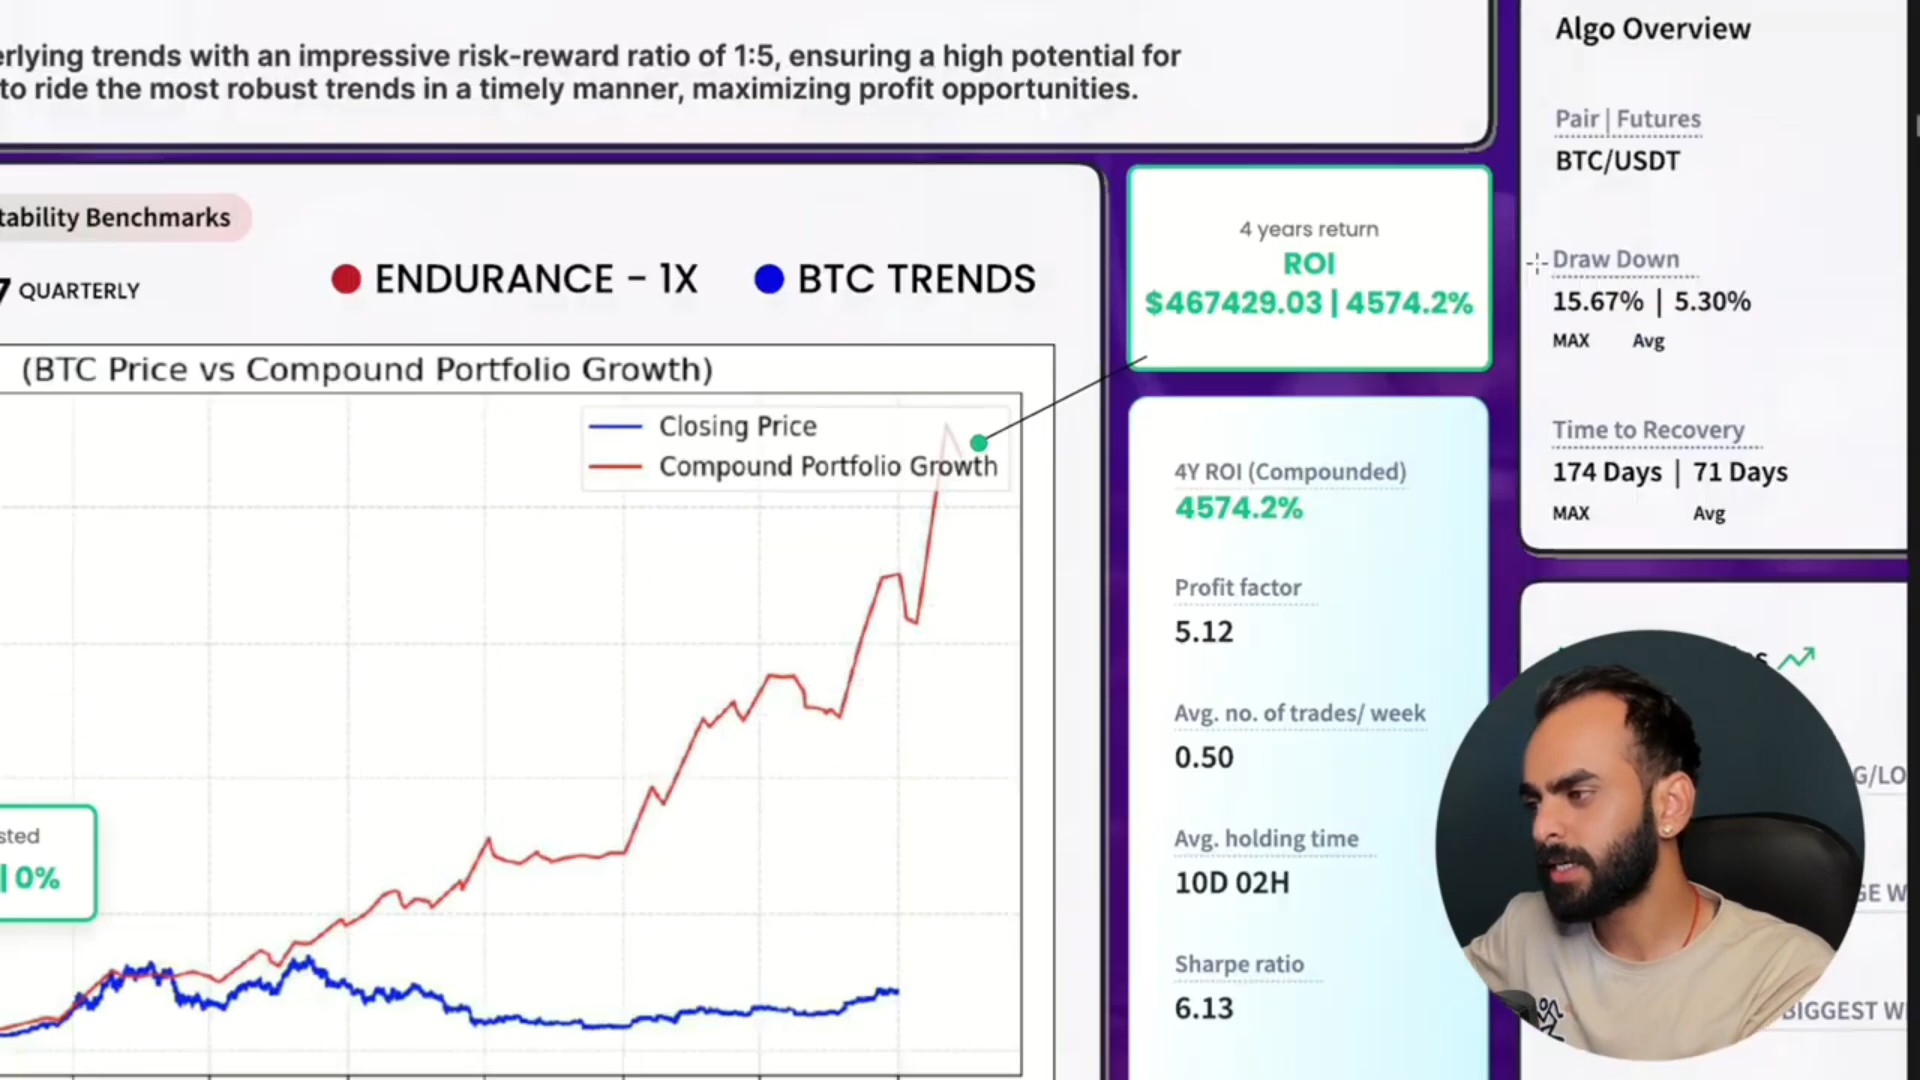 erlying trends with an impressive risk-reward ratio of 1:5, ensuring a high potential for
to ride the most robust trends in a timely manner, maximizing profit opportunities.
tability Benchmarks
7 QUARTERLY
ENDURANCE - 1X
BTC TRENDS
(BTC Price vs Compound Portfolio Growth)
Closing Price
Compound Portfolio Growth
sted
| 0%
4 years return
ROI
$467429.03 | 4574.2%
4Y ROI (Compounded)
4574.2%
Profit factor
5.12
Avg. no. of trades/ week
0.50
Avg. holding time
10D 02H
Sharpe ratio
6.13
Algo Overview
Pair | Futures
BTC/USDT
Draw Down
15.67% | 5.30%
MAX Avg
Time to Recovery
174 Days | 71 Days
MAX Avg
s
G/LO
GE W
BIGGEST WI